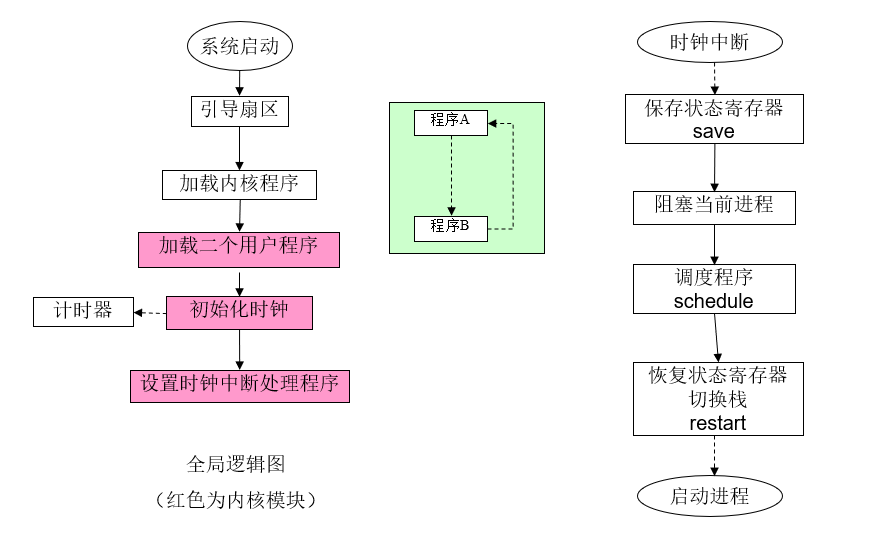 系统启动
引导扇区
加载内核程序
加载二个用户程序
计时器
初始化时钟
设置时钟中断处理程序
全局逻辑图
（红色为内核模块）
程序A
程序B
时钟中断
保存状态寄存器
save
阻塞当前进程
调度程序
schedule
恢复状态寄存器
切换栈
restart
启动进程